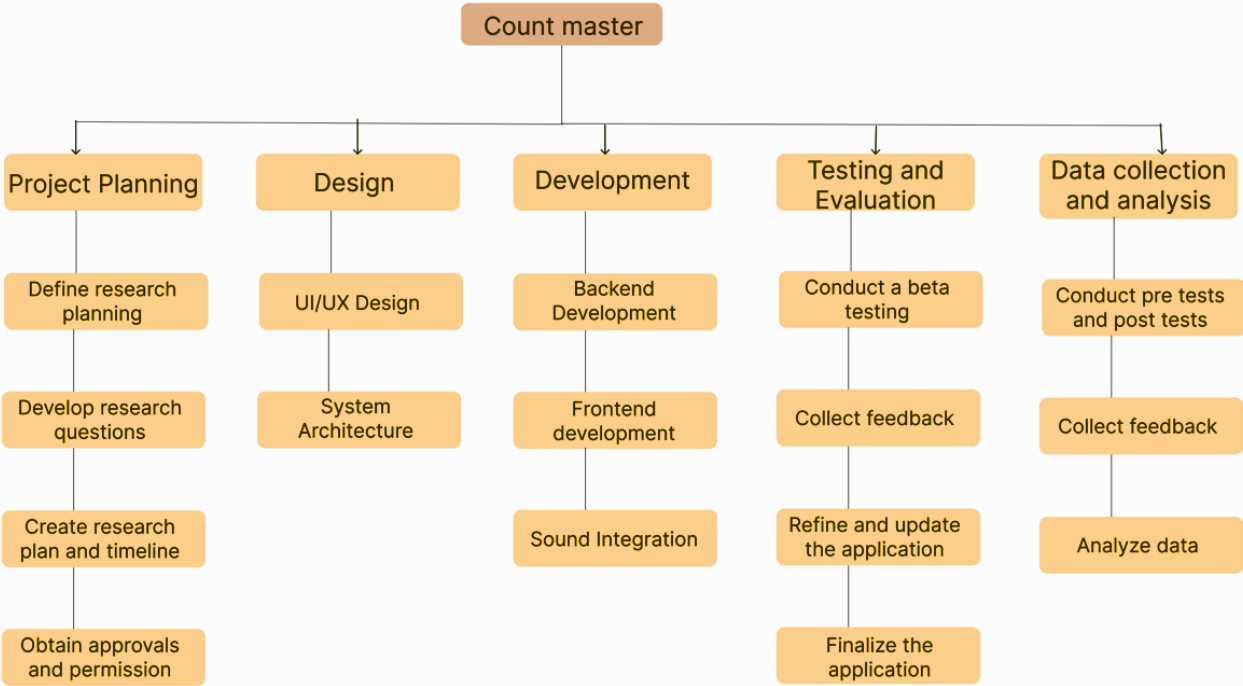 Count master
Project Planning
Define research
planning
Develop research
questions
Create research
plan and timeline
Obtain approvals
and permission
Design
UI/UX Design
System
Architecture
Development
Backend
Development
Frontend
development
Sound Integration
Testing and
Evaluation
Conduct a beta
testing
Collect feedback
Refine and update
the application
Finalize the
application
Data collection
and analysis
Conduct pre tests
and post tests
Collect feedback
Analyze data